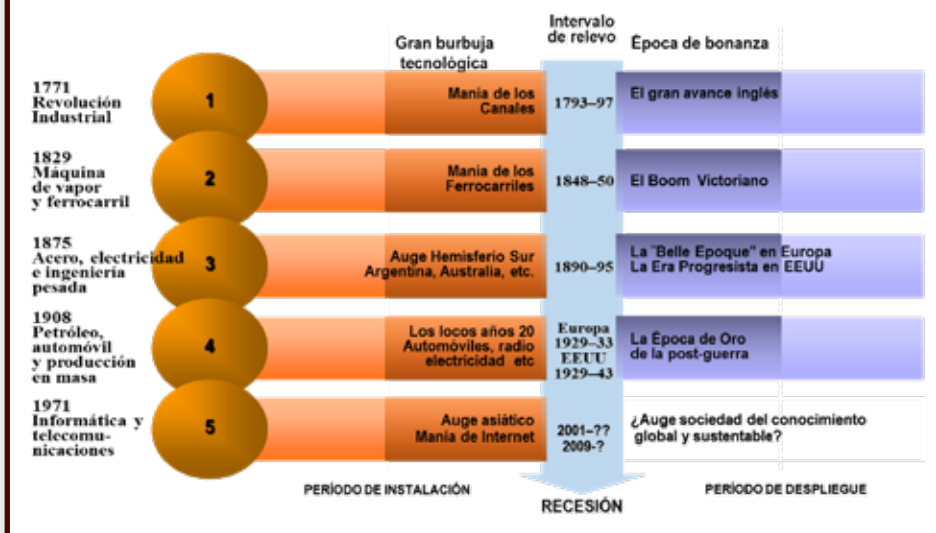 Gran burbuja
tecnológica
Intervalo
de relevo
Época de bonanza
1771
Revolución
Industrial
1
Manía de los
Canales
1793–97
El gran avance inglés
1829
Máquina
de vapor
y ferrocarril
2
Manía de los
Ferrocarriles
1848–50
El Boom Victoriano
1875
Acero, electricidad
e ingeniería
pesada
3
Auge Hemisferio Sur
Argentina, Australia, etc.
1890–95
La "Belle Epoque" en Europa
La Era Progresista en EEUU
1908
Petróleo,
automóvil
y producción
en masa
4
Los locos años 20
Automóviles, radio
electricidad etc
Europa
1929–33
EEUU
1929–43
La Época de Oro
de la post-guerra
1971
Informática y
telecomu-
nicaciones
5
Auge asiático
Manía de Internet
2001–??
2009-?
¿Auge sociedad del conocimiento
global y sustentable?
PERÍODO DE INSTALACIÓN
RECESIÓN
PERÍODO DE DESPLIEGUE